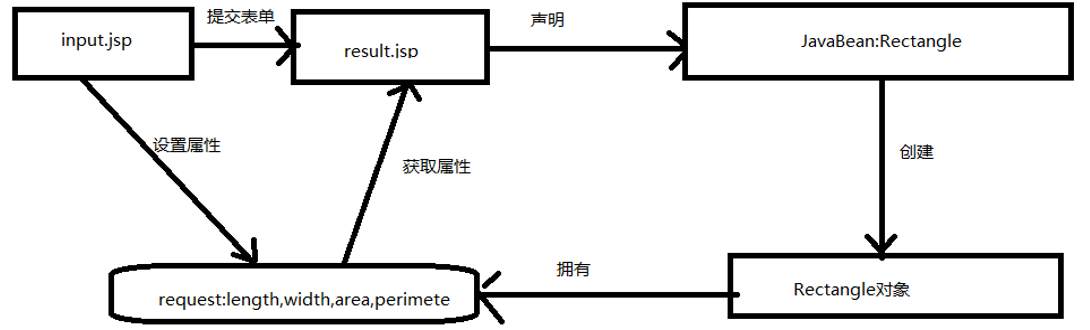 input.jsp
提交表单
result.jsp
声明
JavaBean:Rectangle
设置属性
获取属性
创建
request:length,width,area,perimete
拥有
Rectangle对象